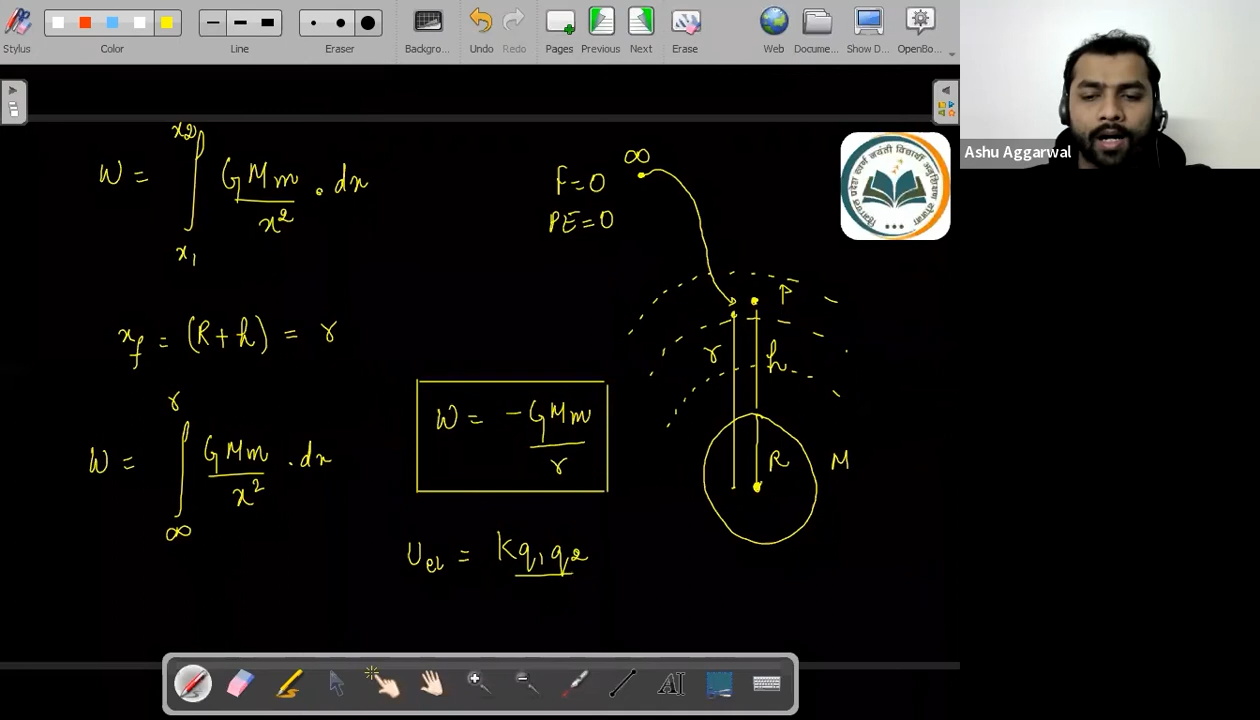 Stylus
Color
Line
Eraser
Backgro...
Undo
Redo
Pages
Previous
Next
Erase
Web
Docume...
Show D...
OpenBo...
Ashu Aggarwal
W = ∫ x₁ x₂ GMm/x² . dx
x_f = (R+h) = r
W = ∫ ∞ r GMm/x² . dx
W = -GMm/r
U_el = Kq₁q₂
∞
F=0
PE=0
P
r
h
R
M
AI